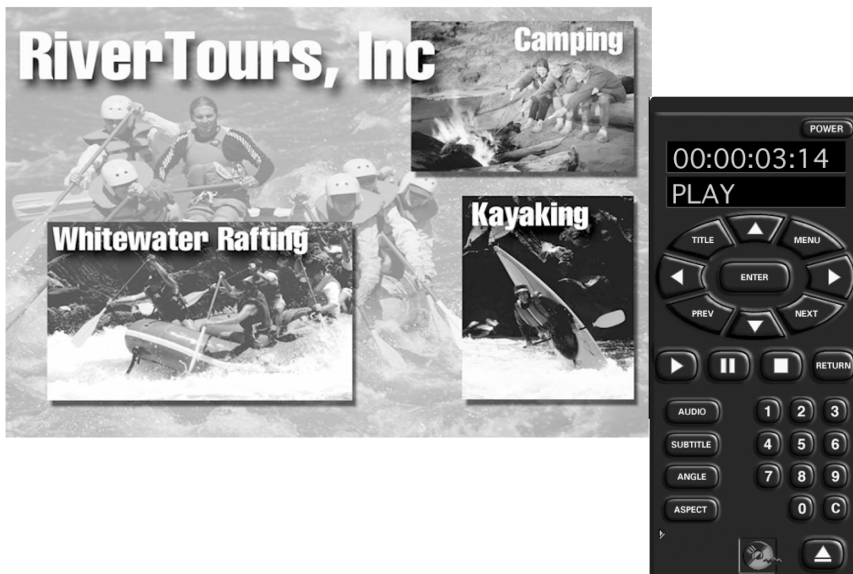 RiverTours, Inc
Camping
Whitewater Rafting
Kayaking
POWER
00:00:03:14
PLAY
TITLE
MENU
ENTER
PREV
NEXT
RETURN
AUDIO
1 2 3
SUBTITLE
4 5 6
ANGLE
7 8 9
ASPECT
0 C